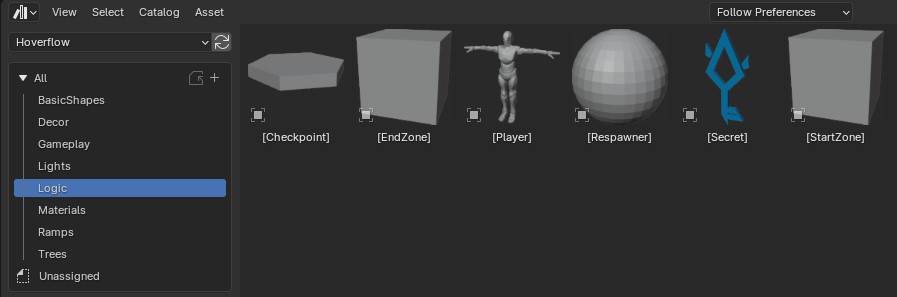 View Select Catalog Asset Follow Preferences
Hoverflow
All
BasicShapes
Decor
Gameplay
Lights
Logic
Materials
Ramps
Trees
Unassigned
[Checkpoint] [EndZone] [Player] [Respawner] [Secret] [StartZone]